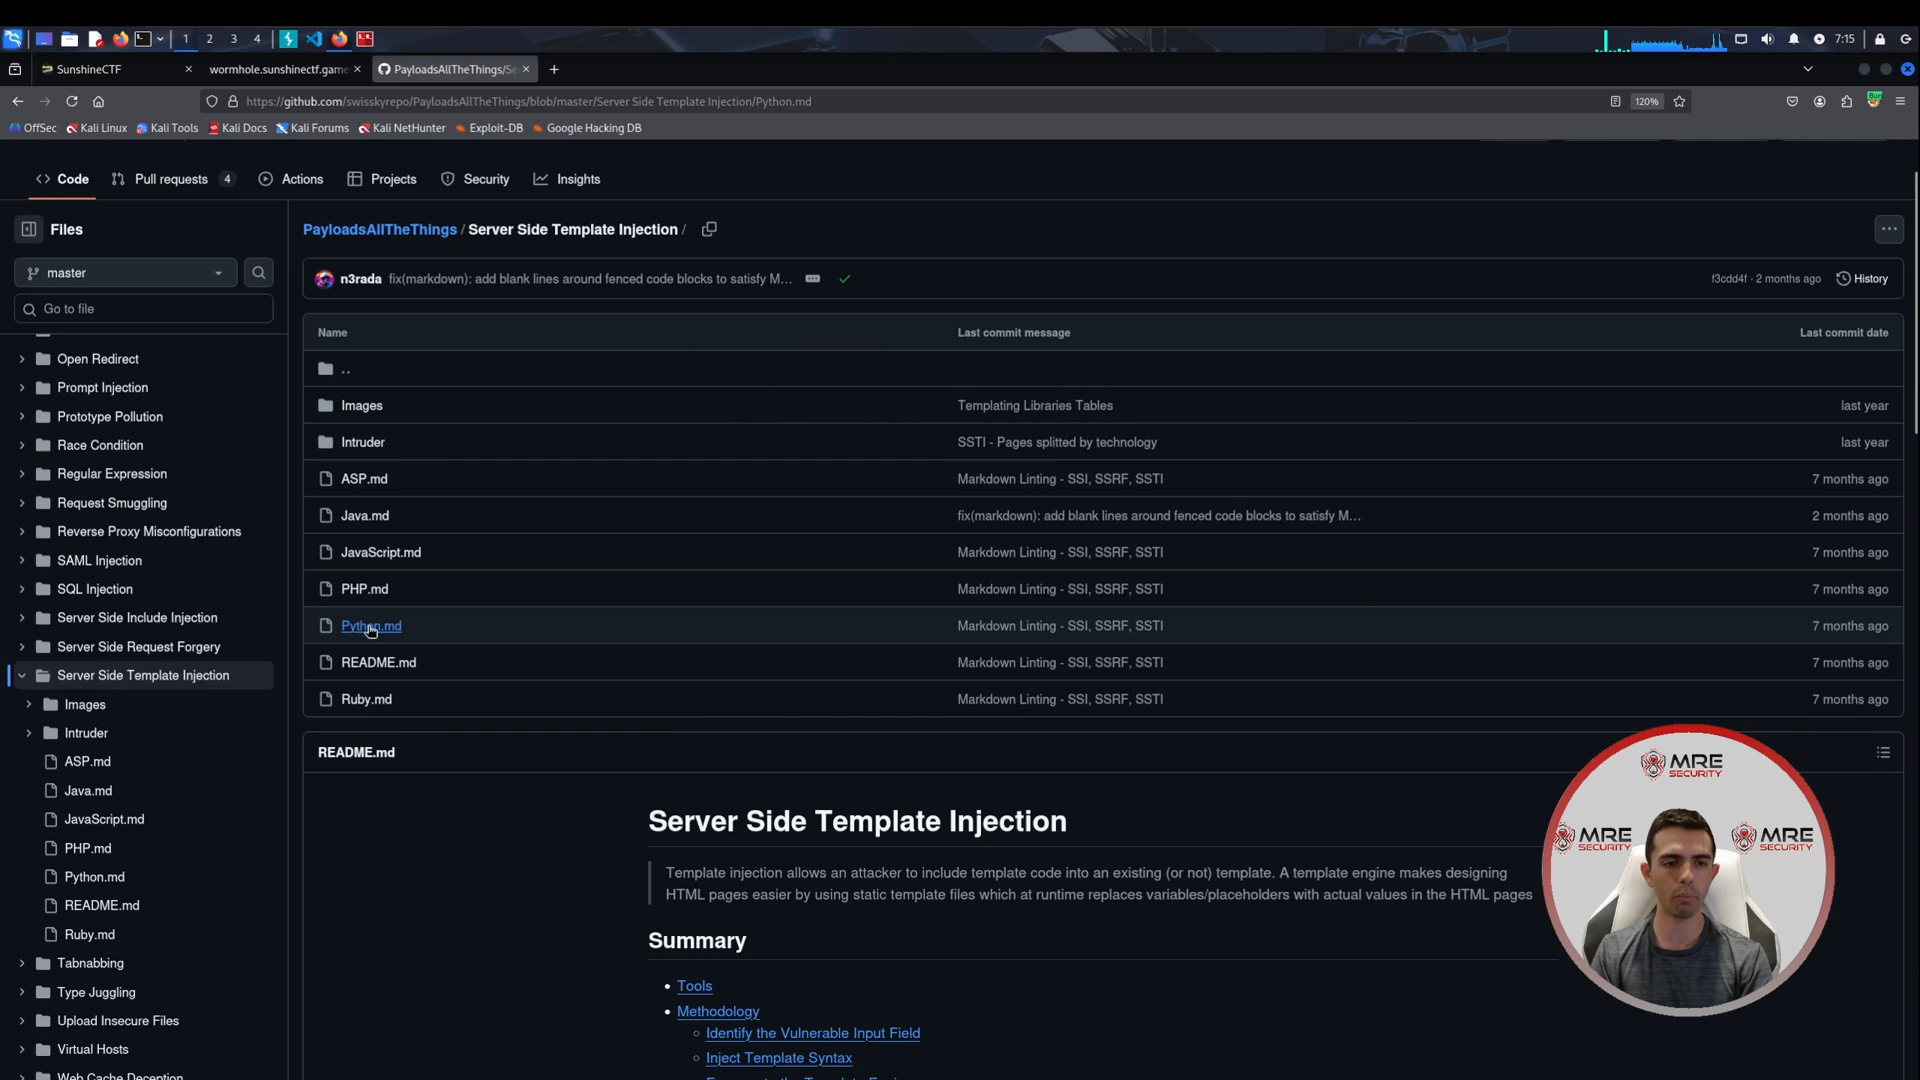 1 2 3 4 7:15
SunshineCTF wormhole.sunshinectf.game PayloadsAllTheThings/Se
https://github.com/swisskyrepo/PayloadsAllTheThings/blob/master/Server Side Template Injection/Python.md 120%
OffSec Kali Linux Kali Tools Kali Docs Kali Forums Kali NetHunter Exploit-DB Google Hacking DB
Code Pull requests 4 Actions Projects Security Insights
Files
master
Go to file
Open Redirect
Prompt Injection
Prototype Pollution
Race Condition
Regular Expression
Request Smuggling
Reverse Proxy Misconfigurations
SAML Injection
SQL Injection
Server Side Include Injection
Server Side Request Forgery
Server Side Template Injection
Images
Intruder
ASP.md
Java.md
JavaScript.md
PHP.md
Python.md
README.md
Ruby.md
Tabnabbing
Type Juggling
Upload Insecure Files
Virtual Hosts
Web Cache Deception
PayloadsAllTheThings / Server Side Template Injection /
n3rada fix(markdown): add blank lines around fenced code blocks to satisfy M... f3cdd4f · 2 months ago History
Name Last commit message Last commit date
..
Images Templating Libraries Tables last year
Intruder SSTI - Pages splitted by technology last year
ASP.md Markdown Linting - SSI, SSRF, SSTI 7 months ago
Java.md fix(markdown): add blank lines around fenced code blocks to satisfy M... 2 months ago
JavaScript.md Markdown Linting - SSI, SSRF, SSTI 7 months ago
PHP.md Markdown Linting - SSI, SSRF, SSTI 7 months ago
Python.md Markdown Linting - SSI, SSRF, SSTI 7 months ago
README.md Markdown Linting - SSI, SSRF, SSTI 7 months ago
Ruby.md Markdown Linting - SSI, SSRF, SSTI 7 months ago
README.md
Server Side Template Injection
Template injection allows an attacker to include template code into an existing (or not) template. A template engine makes designing
HTML pages easier by using static template files which at runtime replaces variables/placeholders with actual values in the HTML pages
Summary
Tools
Methodology
Identify the Vulnerable Input Field
Inject Template Syntax
MRE
SECURITY
MRE
SECURITY
MRE
SECURITY